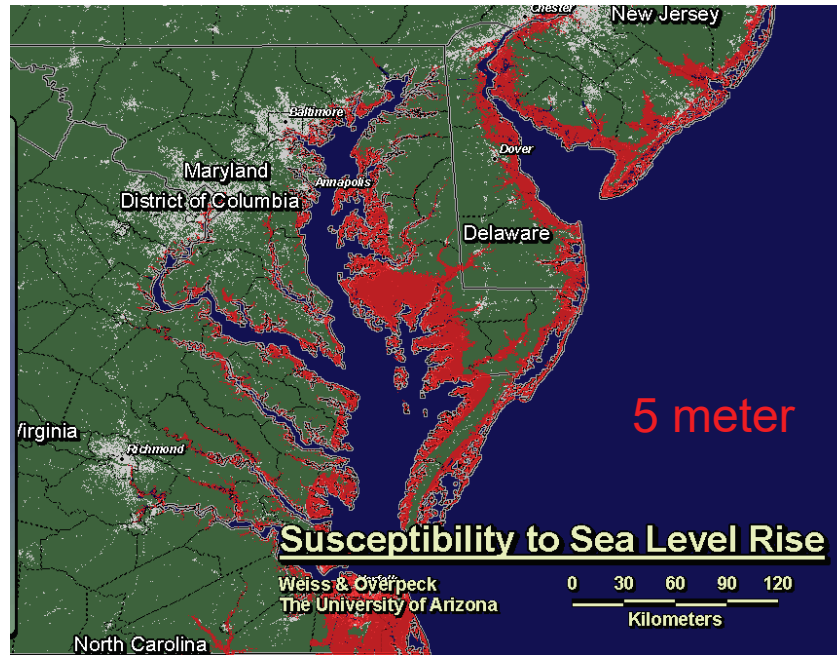 Chester
New Jersey
Baltimore
Maryland
Annapolis
District of Columbia
Dover
Delaware
5 meter
Virginia
Richmond
Susceptibility to Sea Level Rise
Weiss & Overpeck
The University of Arizona
0 30 60 90 120
Kilometers
North Carolina